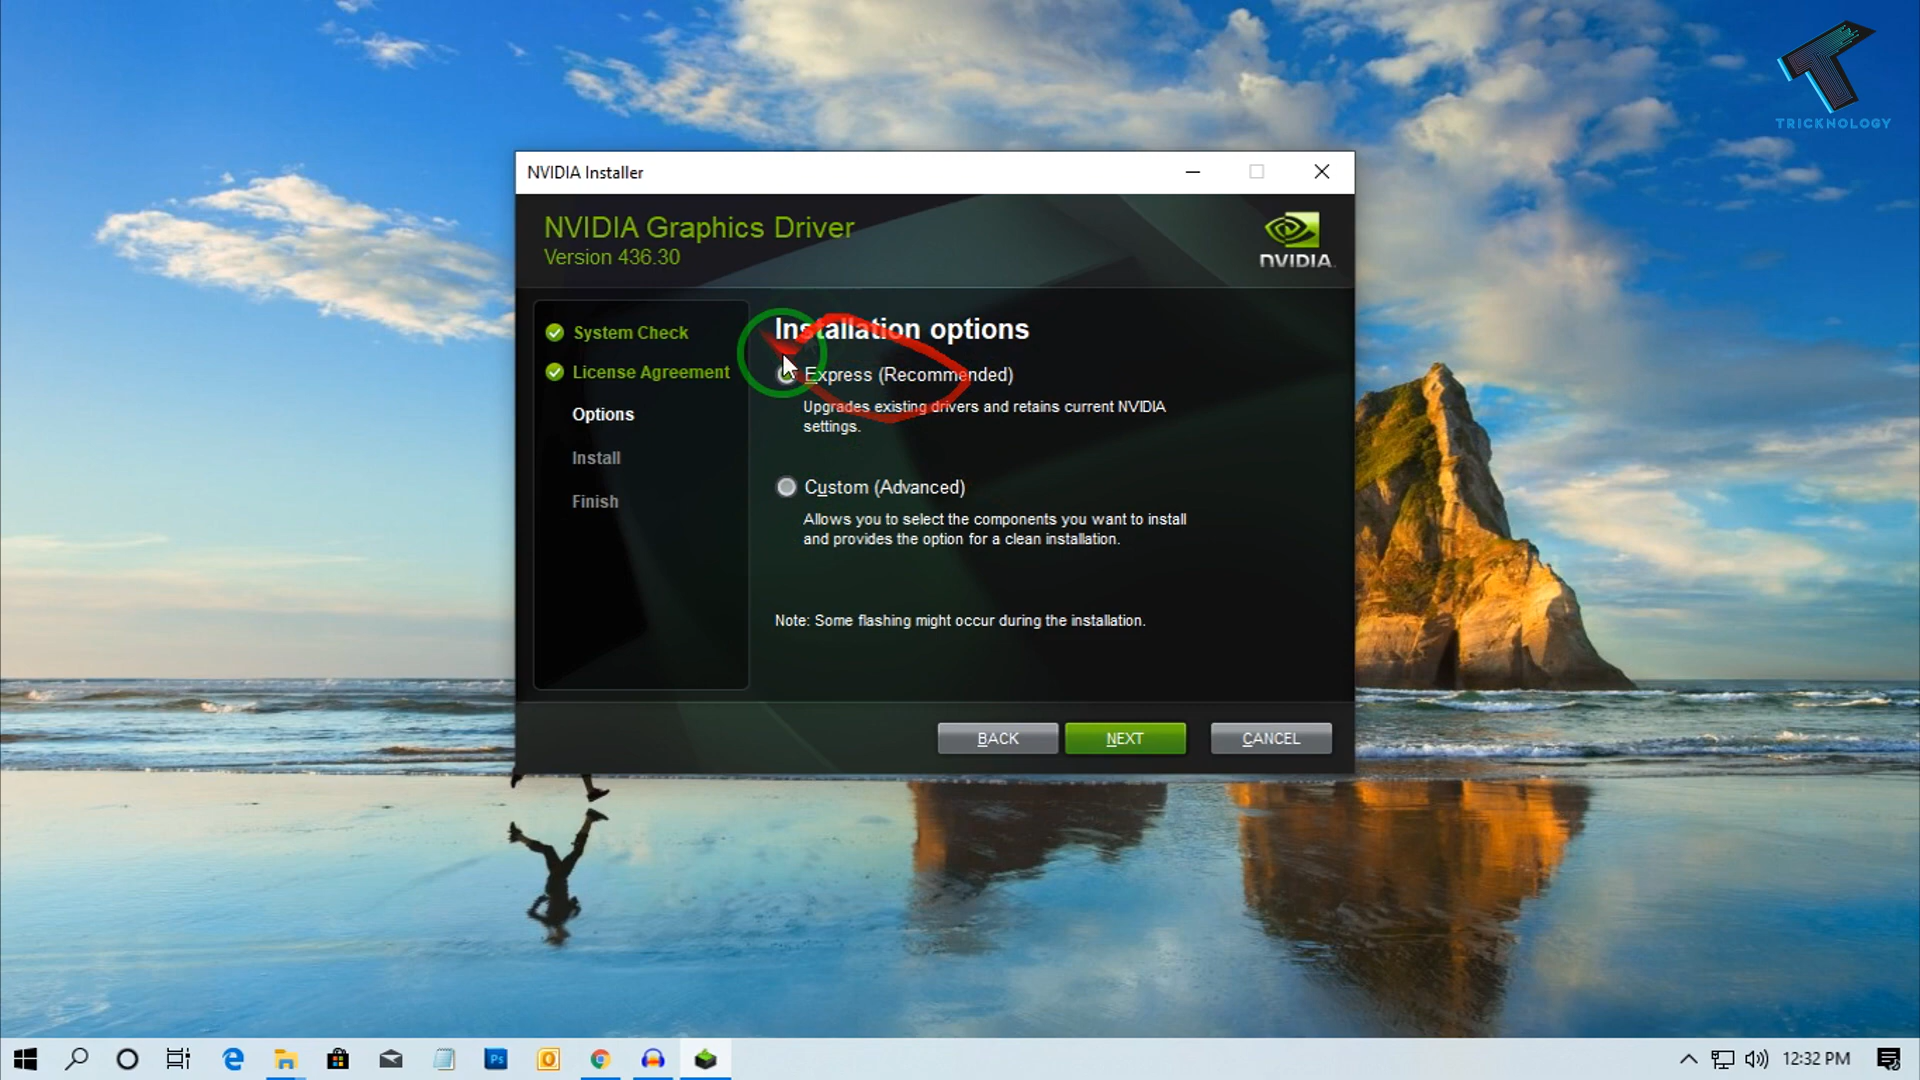 TRICKNOLOGY
NVIDIA Installer
NVIDIA Graphics Driver
Version 436.30
NVIDIA.
System Check
License Agreement
Options
Install
Finish
Installation options
Express (Recommended)
Upgrades existing drivers and retains current NVIDIA
settings.
Custom (Advanced)
Allows you to select the components you want to install
and provides the option for a clean installation.
Note: Some flashing might occur during the installation.
BACK NEXT CANCEL
Ps
12:32 PM